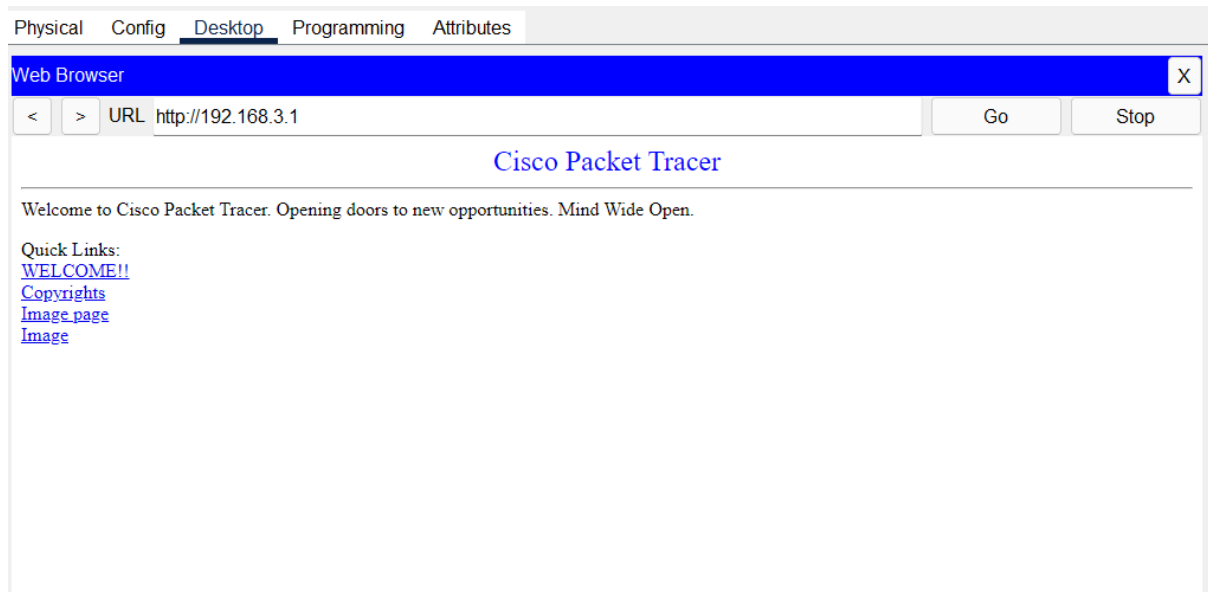 Physical Config Desktop Programming Attributes
Web Browser X
< > URL http://192.168.3.1 Go Stop
Cisco Packet Tracer
Welcome to Cisco Packet Tracer. Opening doors to new opportunities. Mind Wide Open.
Quick Links:
WELCOME!!
Copyrights
Image page
Image